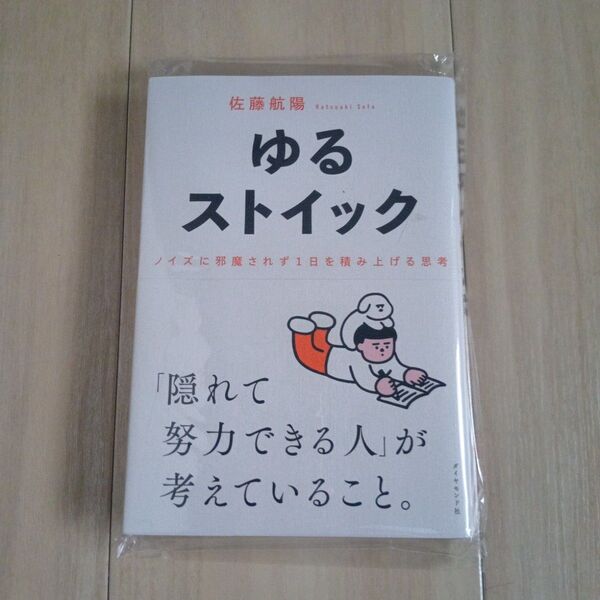 佐藤航陽 Katsuaki Sato
ゆる
ストイック
ノイズに邪魔されず1日を積み上げる思考
「隠れて
努力できる人」が
考えていること。
ダイヤモンド社